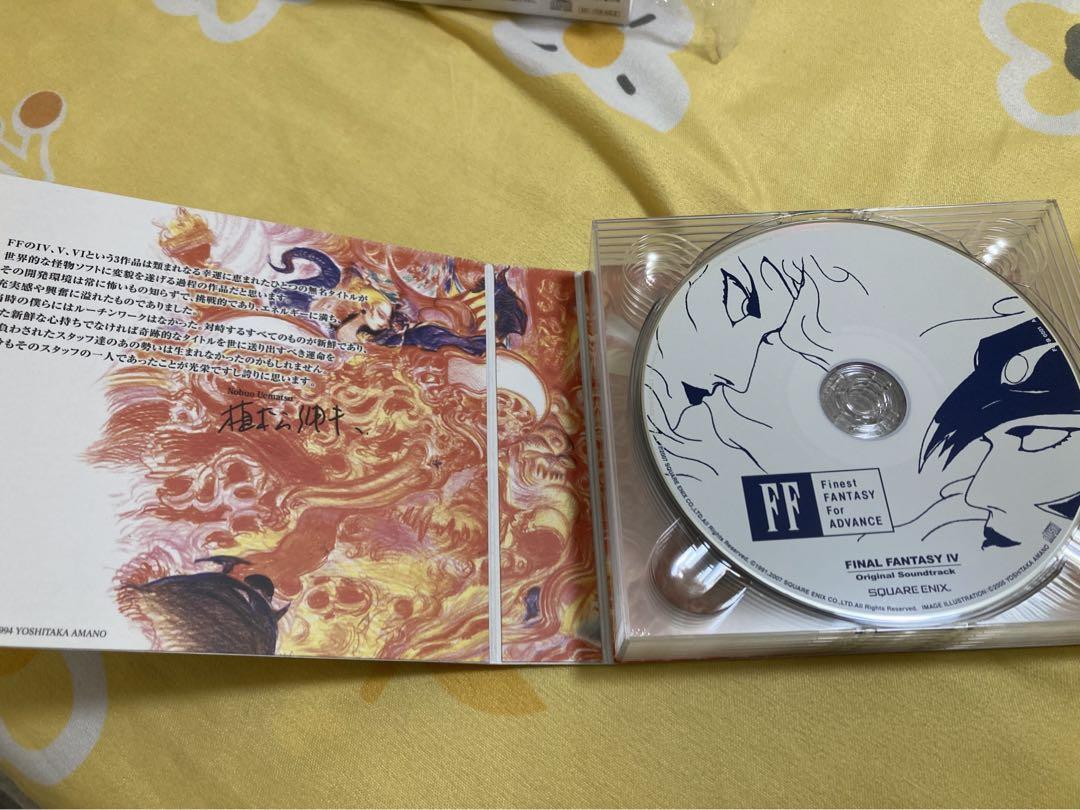 FFのIV、V、VIという3作品は類まれなる幸運に恵まれたひとつの無名タイトルが
世界的な怪物ソフトに変貌を遂げる過程の作品だと思います。
その開発環境は常に怖いもの知らずで、挑戦的であり、エネルギーに満ち、
充実感や興奮に溢れたものでありました。
当時の僕らにはルーチンワークはなかった。対峙するすべてのものが新鮮であり、
た新鮮な心持ちでなければ奇跡的なタイトルを世に送り出すべき運命を
負わされたスタッフ達のあの勢いは生まれなかったのかもしれません。
もそのスタッフの一人であったことが光栄ですし誇りに思います。
Nobuo Uematsu
植松伸夫
1994 YOSHITAKA AMANO
FF
Finest
FANTASY
For
ADVANCE
FINAL FANTASY IV
Original Soundtrack
SQUARE ENIX
©1991,2007 SQUARE ENIX CO.,LTD. All Rights Reserved. IMAGE ILLUSTRATION:©2005 YOSHITAKA AMANO